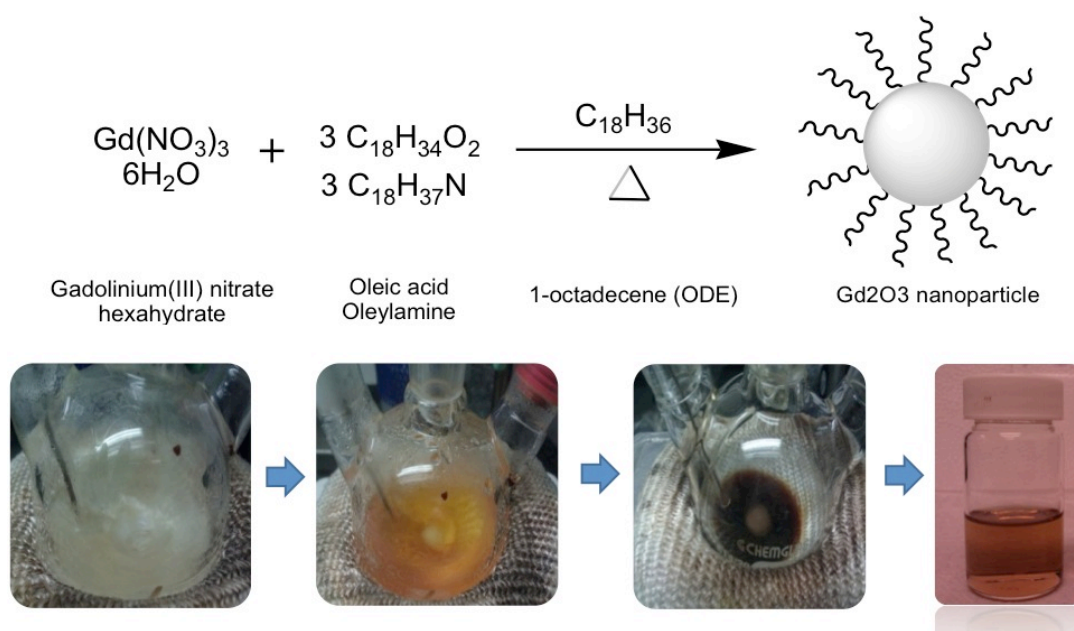 Gd(NO₃)₃
6H₂O
+
3 C₁₈H₃₄O₂
3 C₁₈H₃₇N
C₁₈H₃₆
Gadolinium(III) nitrate
hexahydrate
Oleic acid
Oleylamine
1-octadecene (ODE)
Gd2O3 nanoparticle